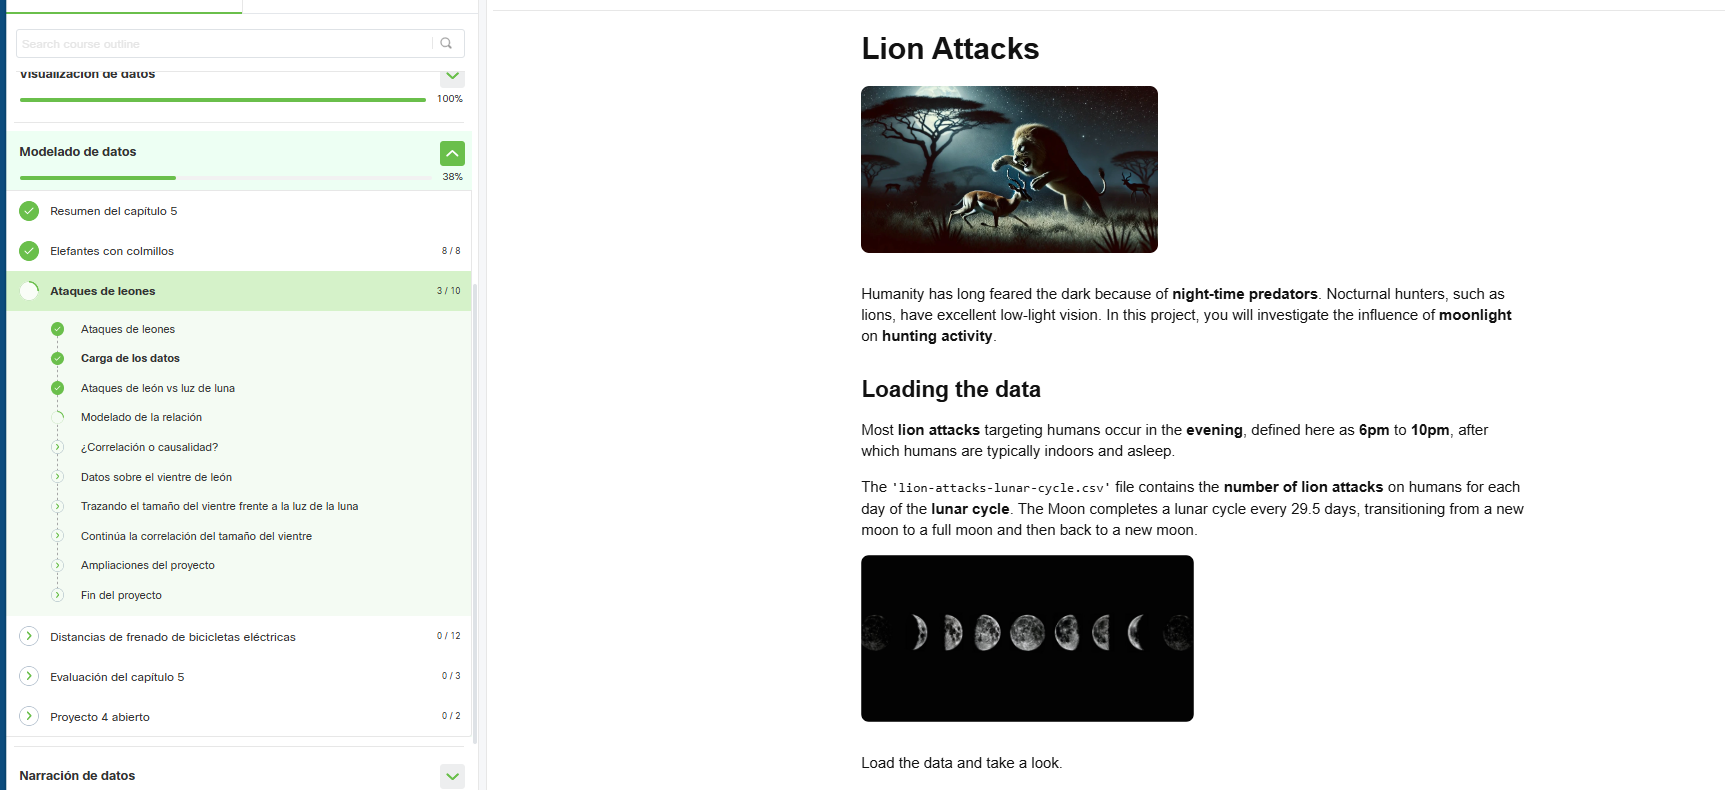 Search course outline
Visualización de datos
100%
Modelado de datos
38%
Resumen del capítulo 5
Elefantes con colmillos
8 / 8
Ataques de leones
3 / 10
Ataques de leones
Carga de los datos
Ataques de león vs luz de luna
Modelado de la relación
¿Correlación o causalidad?
Datos sobre el vientre de león
Trazando el tamaño del vientre frente a la luz de la luna
Continúa la correlación del tamaño del vientre
Ampliaciones del proyecto
Fin del proyecto
Distancias de frenado de bicicletas eléctricas
0 / 12
Evaluación del capítulo 5
0 / 3
Proyecto 4 abierto
0 / 2
Narración de datos
Lion Attacks
Humanity has long feared the dark because of night-time predators. Nocturnal hunters, such as
lions, have excellent low-light vision. In this project, you will investigate the influence of moonlight
on hunting activity.
Loading the data
Most lion attacks targeting humans occur in the evening, defined here as 6pm to 10pm, after
which humans are typically indoors and asleep.
The 'lion-attacks-lunar-cycle.csv' file contains the number of lion attacks on humans for each
day of the lunar cycle. The Moon completes a lunar cycle every 29.5 days, transitioning from a new
moon to a full moon and then back to a new moon.
Load the data and take a look.